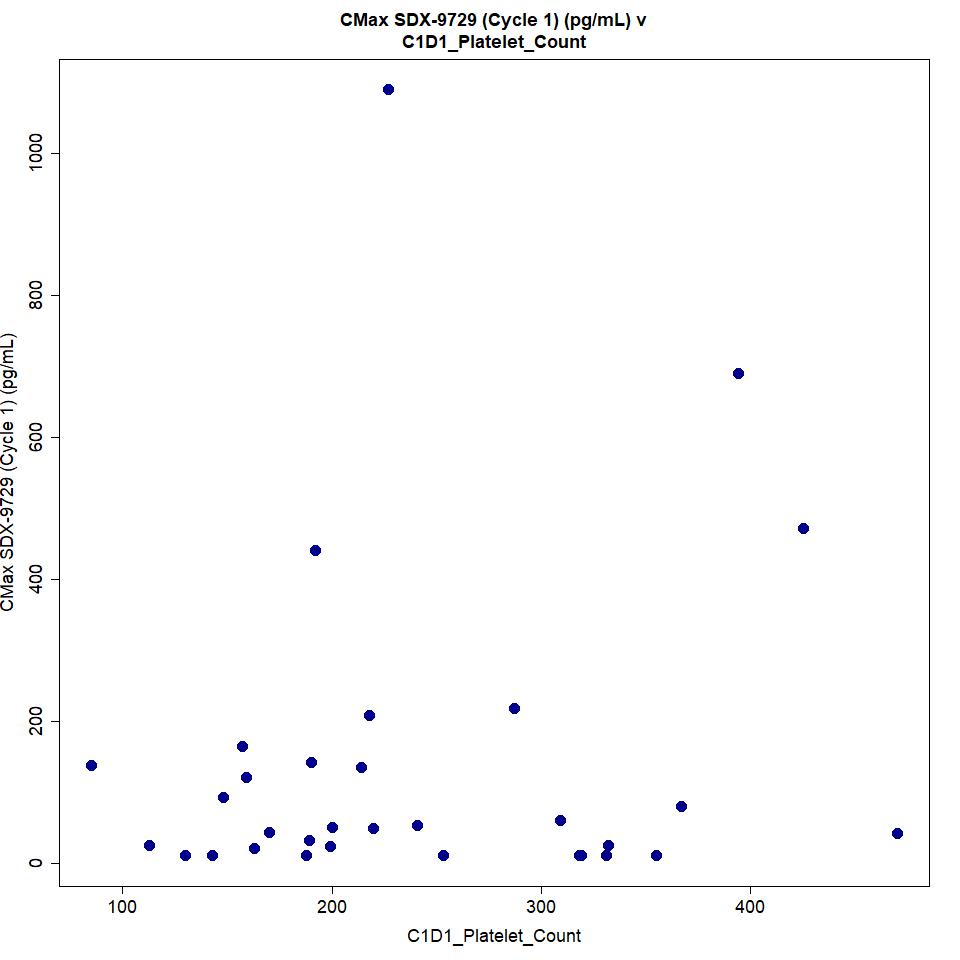 CMax SDX-9729 (Cycle 1) (pg/mL) v
C1D1_Platelet_Count
CMax SDX-9729 (Cycle 1) (pg/mL)
1000
800
600
400
200
0
100 200 300 400
C1D1_Platelet_Count